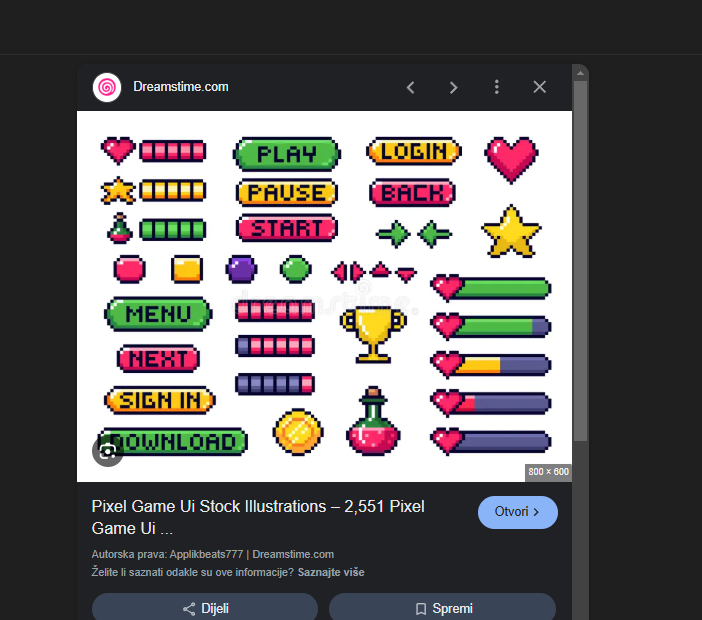 Dreamstime.com
PLAY
LOGIN
PAUSE
BACK
START
dreamstime
MENU
NEXT
SIGN IN
DOWNLOAD
800 × 600
Pixel Game Ui Stock Illustrations – 2,551 Pixel
Game Ui ...
Otvori
Autorska prava: Applikbeats777 | Dreamstime.com
Želite li saznati odakle su ove informacije? Saznajte više
Dijeli
Spremi